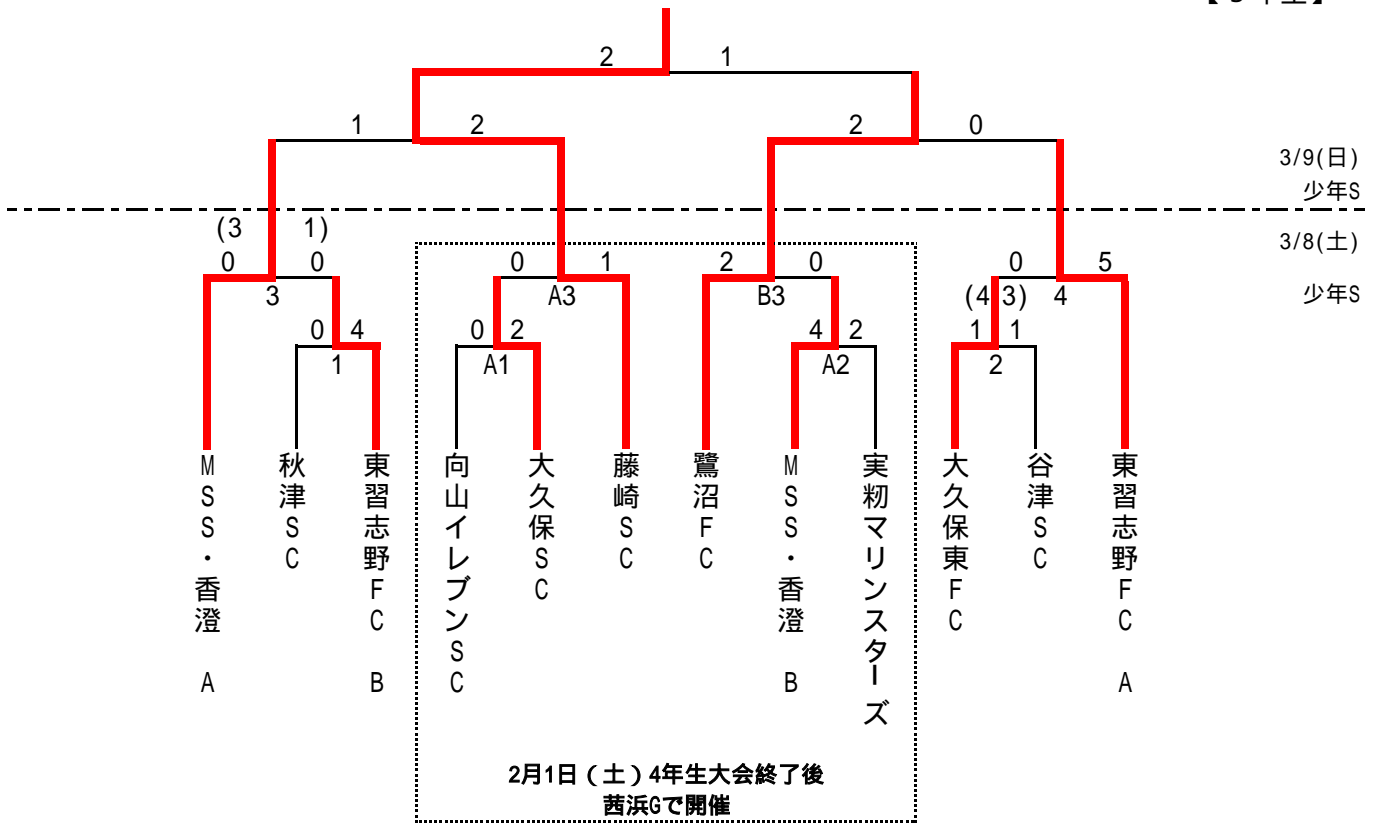 2 1
1 2 2 0
3/9(日)
少年S
(3 1)
3/8(土)
0 0 0 1 2 0 0 5
3 A3 B3 (4 3) 4 少年S
0 4 0 2 4 2 1 1
1 A1 A2 2
MSS・香澄 A
秋津SC
東習志野FC B
向山イレブンSC
大久保SC
藤崎SC
鷺沼FC
MSS・香澄 B
実籾マリンスターズ
大久保東FC
谷津SC
東習志野FC A
2月1日（土）4年生大会終了後
茜浜Gで開催